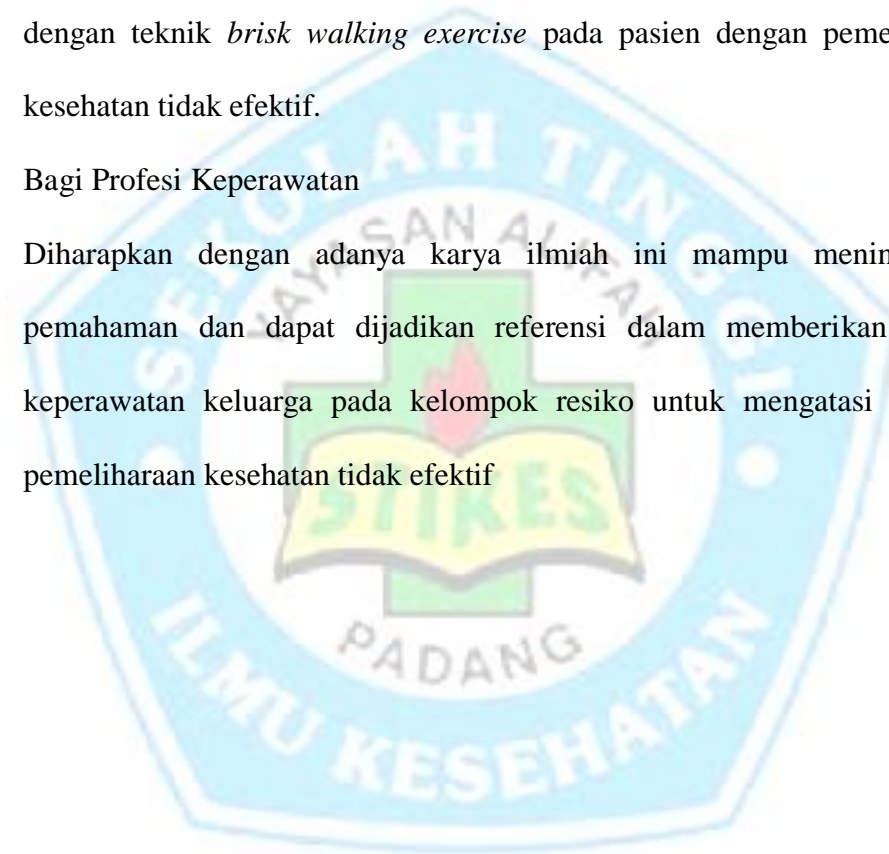 dengan teknik brisk walking exercise pada pasien dengan peme
kesehatan tidak efektif.
Bagi Profesi Keperawatan
Diharapkan dengan adanya karya ilmiah ini mampu menin
pemahaman dan dapat dijadikan referensi dalam memberikan
keperawatan keluarga pada kelompok resiko untuk mengatasi
pemeliharaan kesehatan tidak efektif
SEKOLAH TINGGI
YAYASAN ALIFAH
STIKES
PADANG
ILMU KESEHATAN